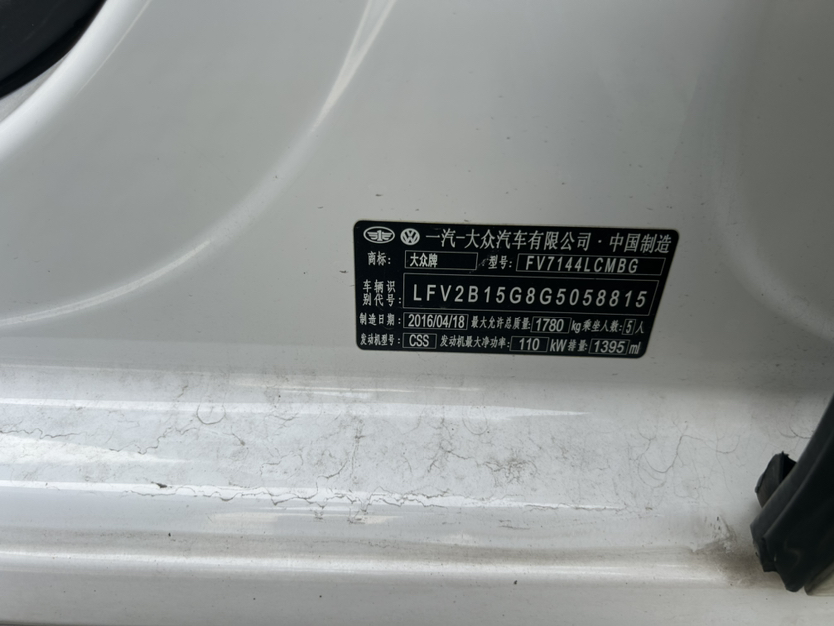 一汽一大众汽车有限公司·中国制造
商标: 大众牌 型号: FV7144LCMBG
车辆识别代号: LFV2B15G8G5058815
制造日期: 2016/04/18 最大允许总质量: 1780 kg 乘坐人数: 5 人
发动机型号: CSS 发动机最大净功率: 110 kW 排量: 1395 ml